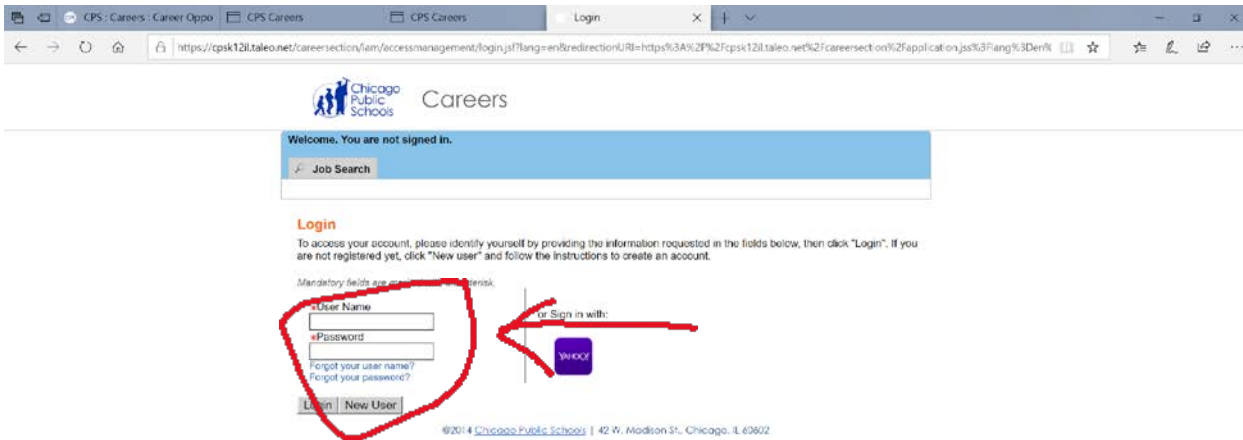 CPS : Careers : Career Oppo
CPS Careers
CPS Careers
Login
https://cpsk12il.taleo.net/careersection/iam/accessmanagement/login.jsf?lang=en&redirectionURI=https%3A%2F%2Fcpsk12il.taleo.net%2Fcareersection%2Fapplication.jss%3Flang%3Den%
Chicago
Public
Schools
Careers
Welcome. You are not signed in.
Job Search
Login
To access your account, please identify yourself by providing the information requested in the fields below, then click "Login". If you
are not registered yet, click "New user" and follow the instructions to create an account.
Mandatory fields are asterisk.
*User Name
or Sign in with:
*Password
YAHOO!
Forgot your user name?
Forgot your password?
Login New User
©2014 Chicago Public Schools | 42 W. Madison St., Chicago, IL 60602